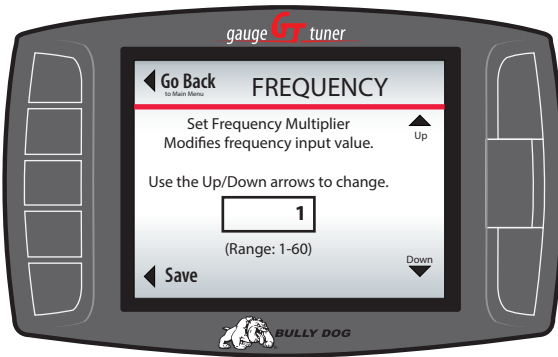 gauge GT tuner
Go Back
to Main Menu
FREQUENCY
Set Frequency Multiplier
Modifies frequency input value.
Up
Use the Up/Down arrows to change.
1
(Range: 1-60)
Save
Down
BULLY DOG